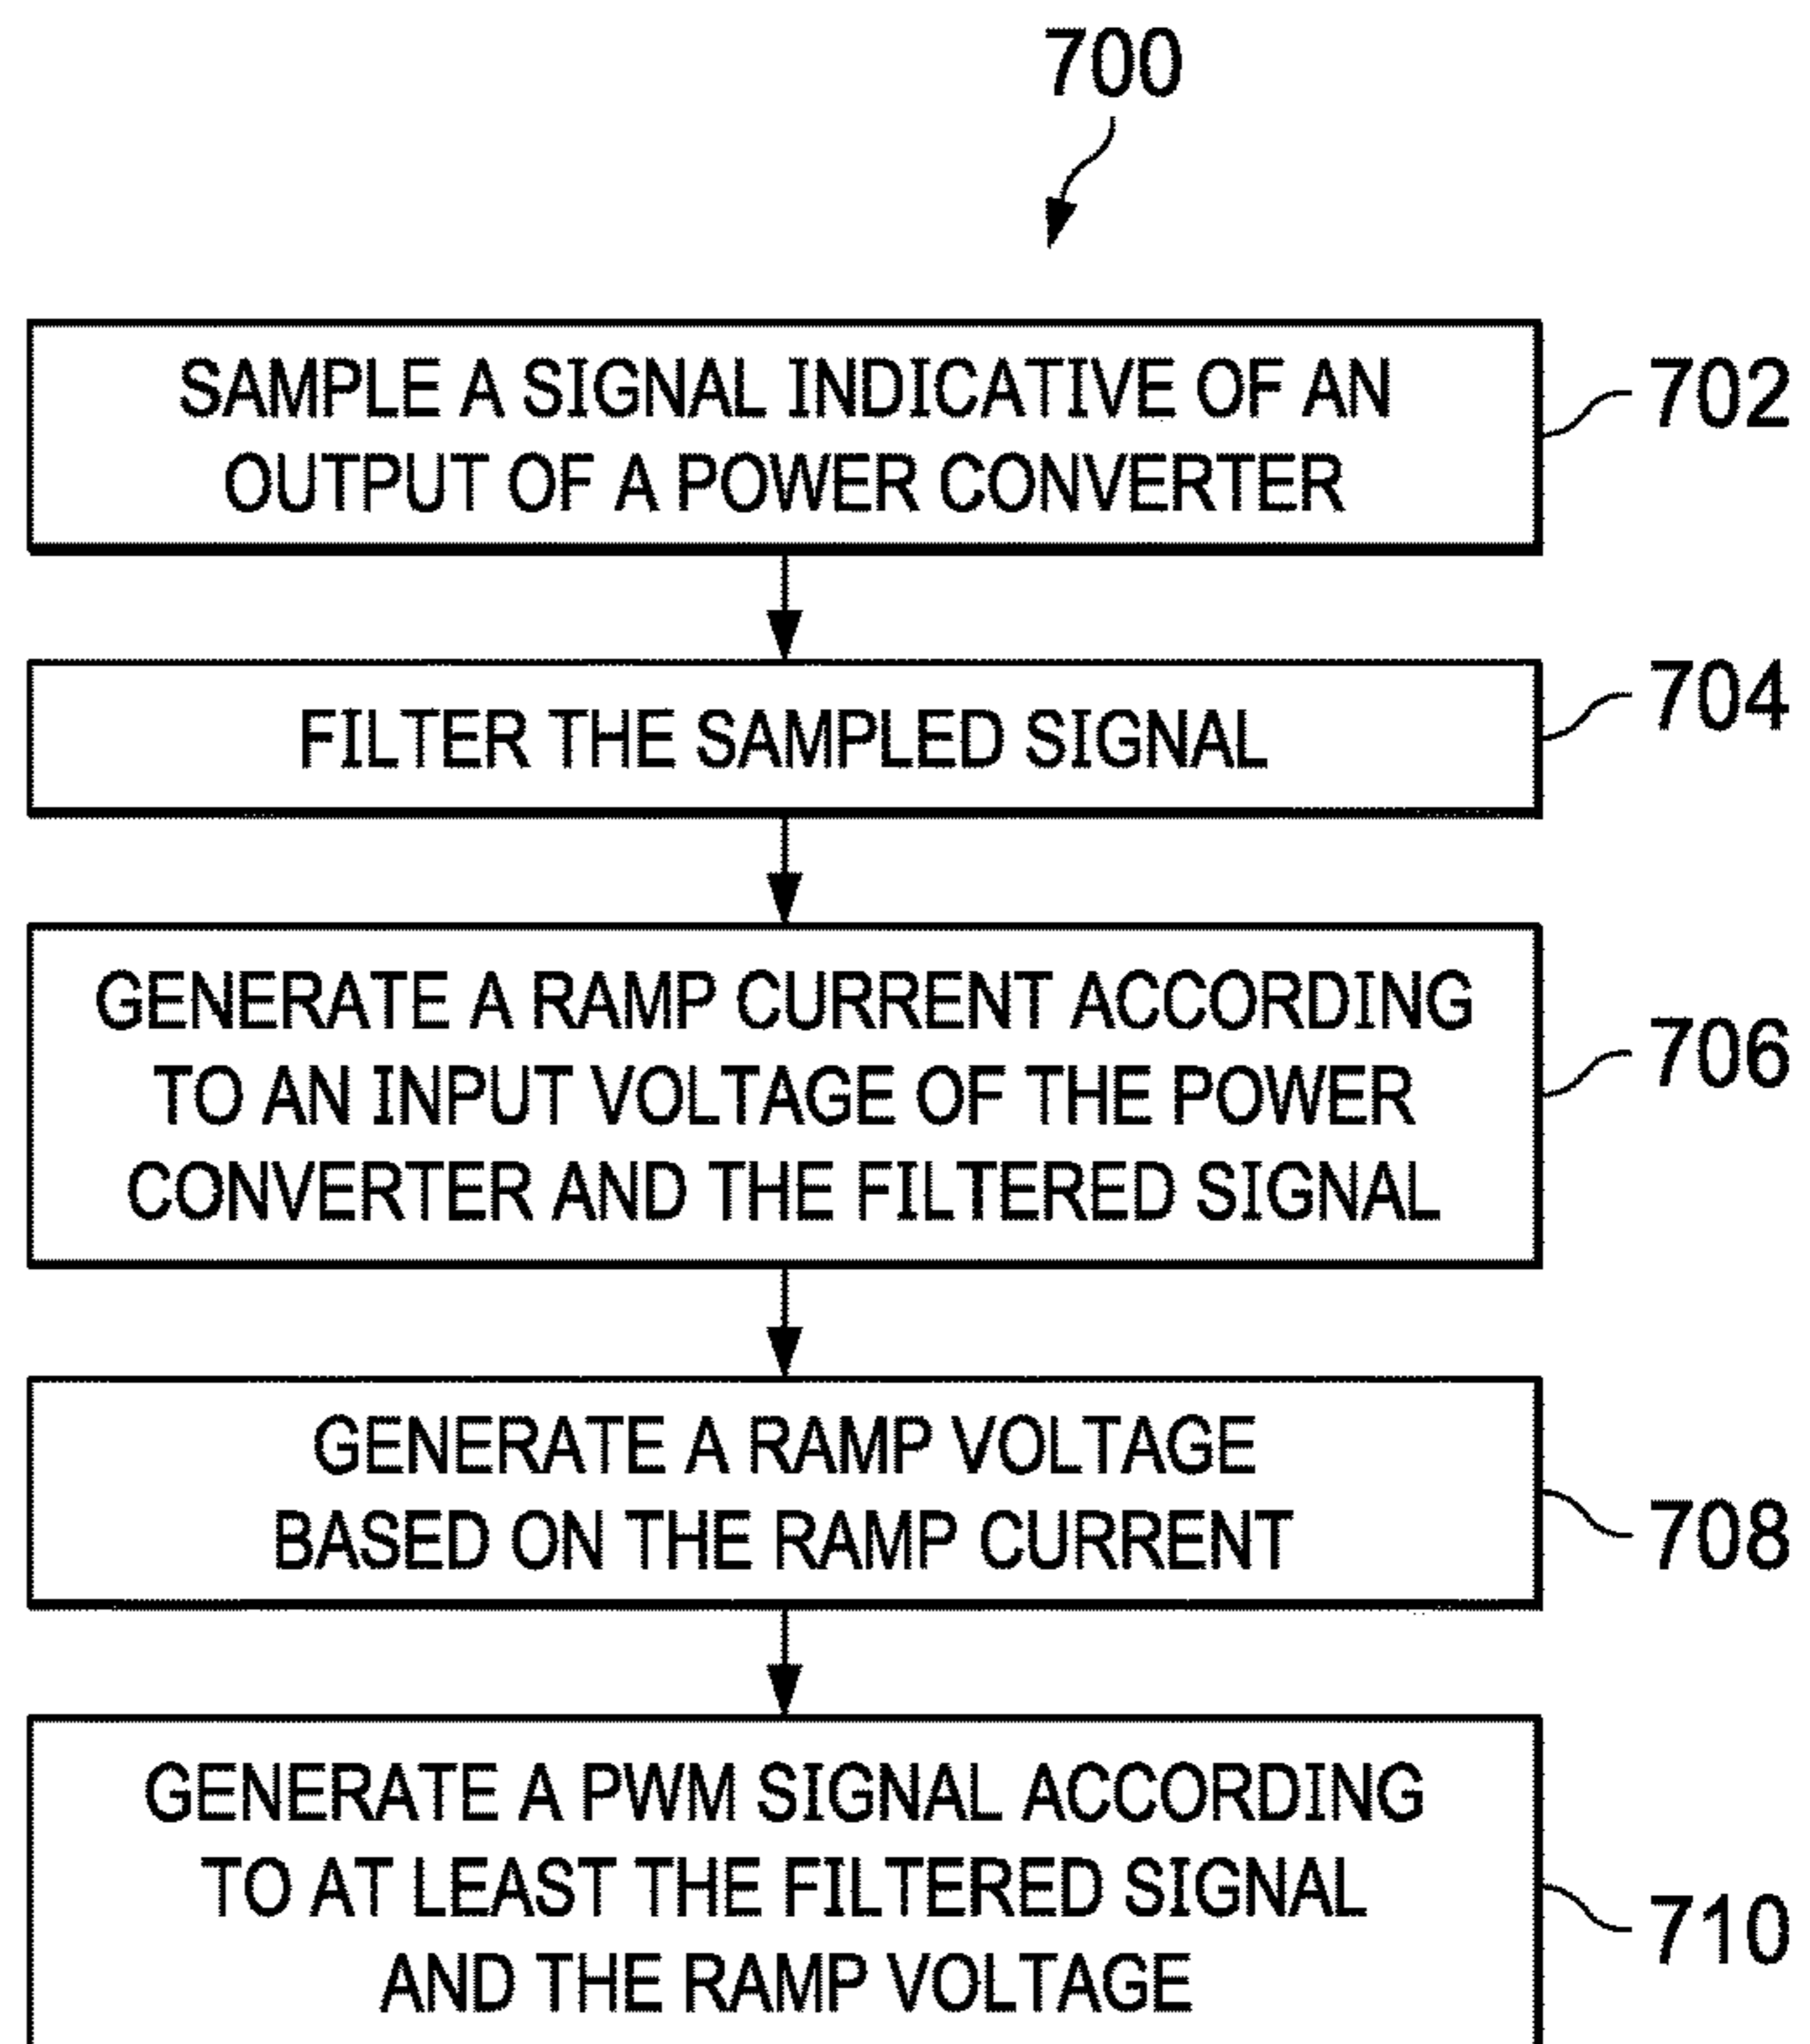 700
SAMPLE A SIGNAL INDICATIVE OF AN
OUTPUT OF A POWER CONVERTER
702
FILTER THE SAMPLED SIGNAL
704
GENERATE A RAMP CURRENT ACCORDING
TO AN INPUT VOLTAGE OF THE POWER
CONVERTER AND THE FILTERED SIGNAL
706
GENERATE A RAMP VOLTAGE
BASED ON THE RAMP CURRENT
708
GENERATE A PWM SIGNAL ACCORDING
TO AT LEAST THE FILTERED SIGNAL
AND THE RAMP VOLTAGE
710